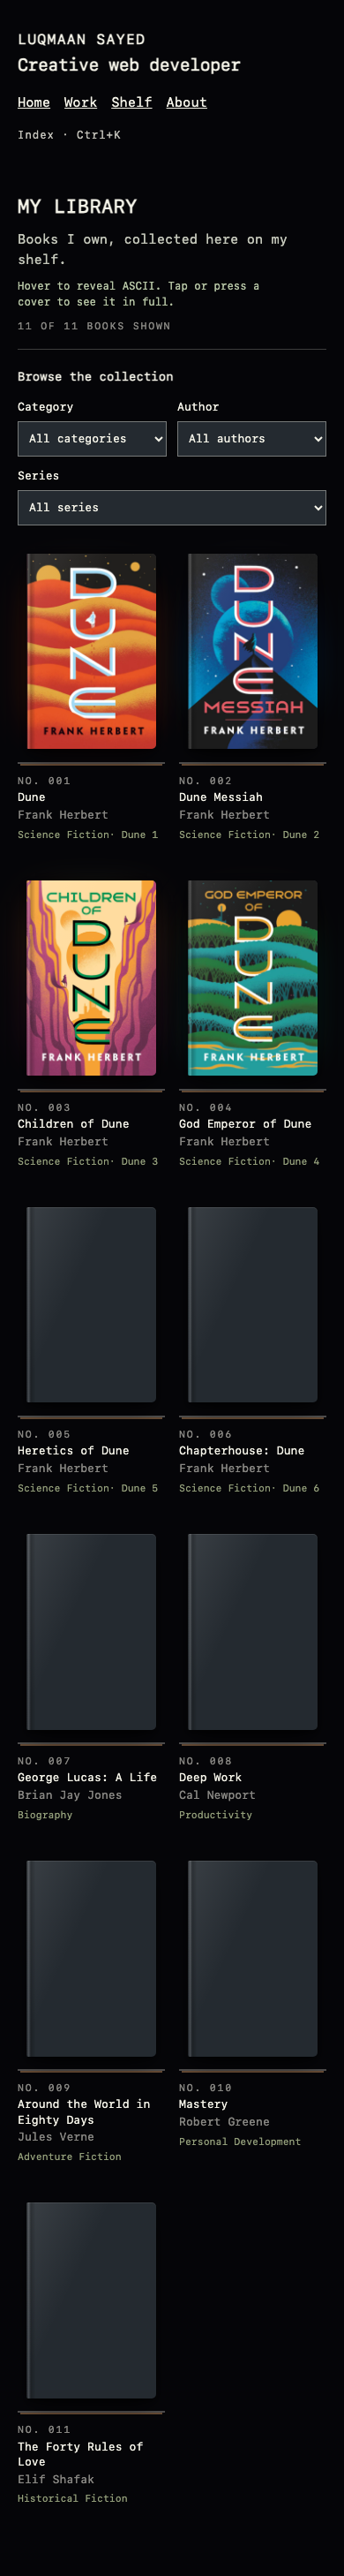 LUQMAAN SAYED
Creative web developer
Home Work Shelf About
Index · Ctrl+K
MY LIBRARY
Books I own, collected here on my
shelf.
Hover to reveal ASCII. Tap or press a
cover to see it in full.
11 OF 11 BOOKS SHOWN
Browse the collection
Category
Author
All categories
All authors
Series
All series
DUNE
FRANK HERBERT
DUNE
MESSIAH
FRANK HERBERT
NO. 001
Dune
Frank Herbert
Science Fiction· Dune 1
NO. 002
Dune Messiah
Frank Herbert
Science Fiction· Dune 2
CHILDREN
OF
DUNE
FRANK HERBERT
GOD EMPEROR
OF
DUNE
FRANK HERBERT
NO. 003
Children of Dune
Frank Herbert
Science Fiction· Dune 3
NO. 004
God Emperor of Dune
Frank Herbert
Science Fiction· Dune 4
NO. 005
Heretics of Dune
Frank Herbert
Science Fiction· Dune 5
NO. 006
Chapterhouse: Dune
Frank Herbert
Science Fiction· Dune 6
NO. 007
George Lucas: A Life
Brian Jay Jones
Biography
NO. 008
Deep Work
Cal Newport
Productivity
NO. 009
Around the World in
Eighty Days
Jules Verne
Adventure Fiction
NO. 010
Mastery
Robert Greene
Personal Development
NO. 011
The Forty Rules of
Love
Elif Shafak
Historical Fiction